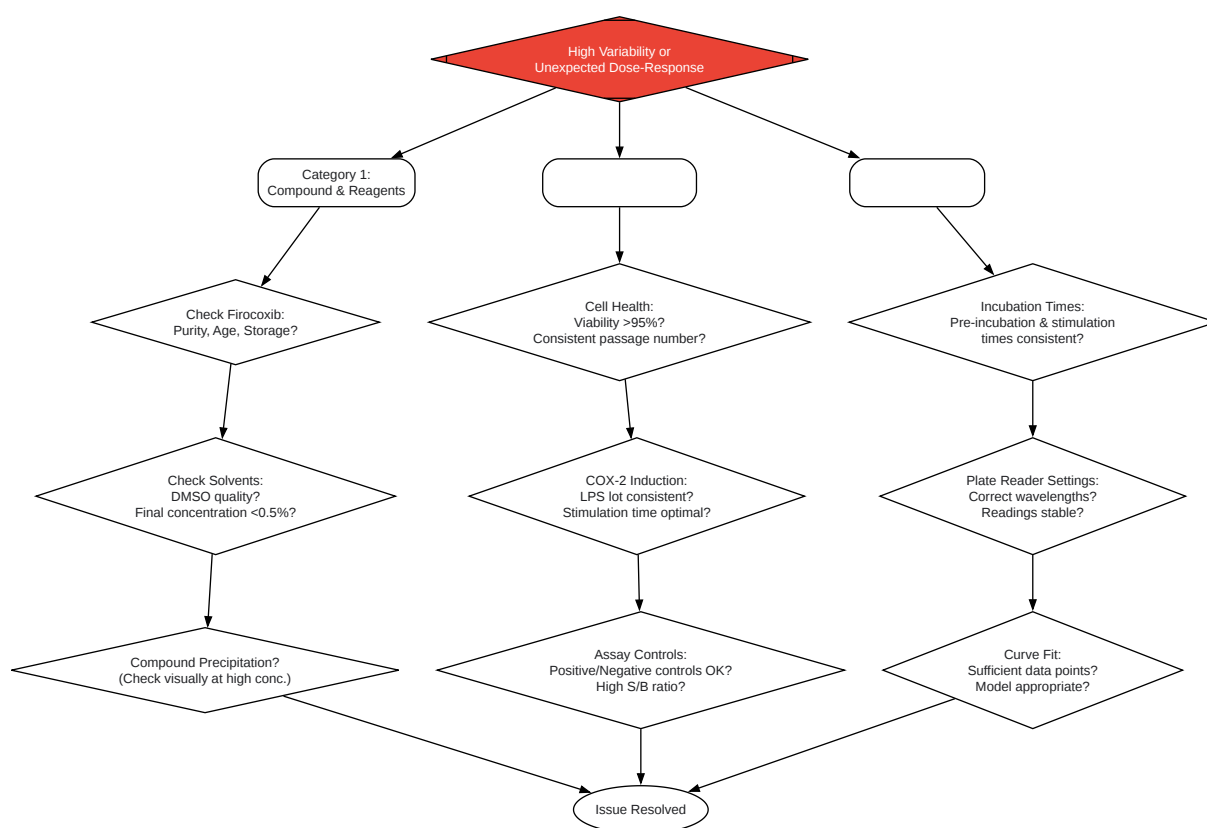 High Variability or
Unexpected Dose-Response
Category 1:
Compound & Reagents
Check Firocoxib:
Purity, Age, Storage?
Cell Health:
Viability >95%?
Consistent passage number?
Incubation Times:
Pre-incubation & stimulation
times consistent?
Check Solvents:
DMSO quality?
Final concentration <0.5%?
COX-2 Induction:
LPS lot consistent?
Stimulation time optimal?
Plate Reader Settings:
Correct wavelengths?
Readings stable?
Compound Precipitation?
(Check visually at high conc.)
Assay Controls:
Positive/Negative controls OK?
High S/B ratio?
Curve Fit:
Sufficient data points?
Model appropriate?
Issue Resolved